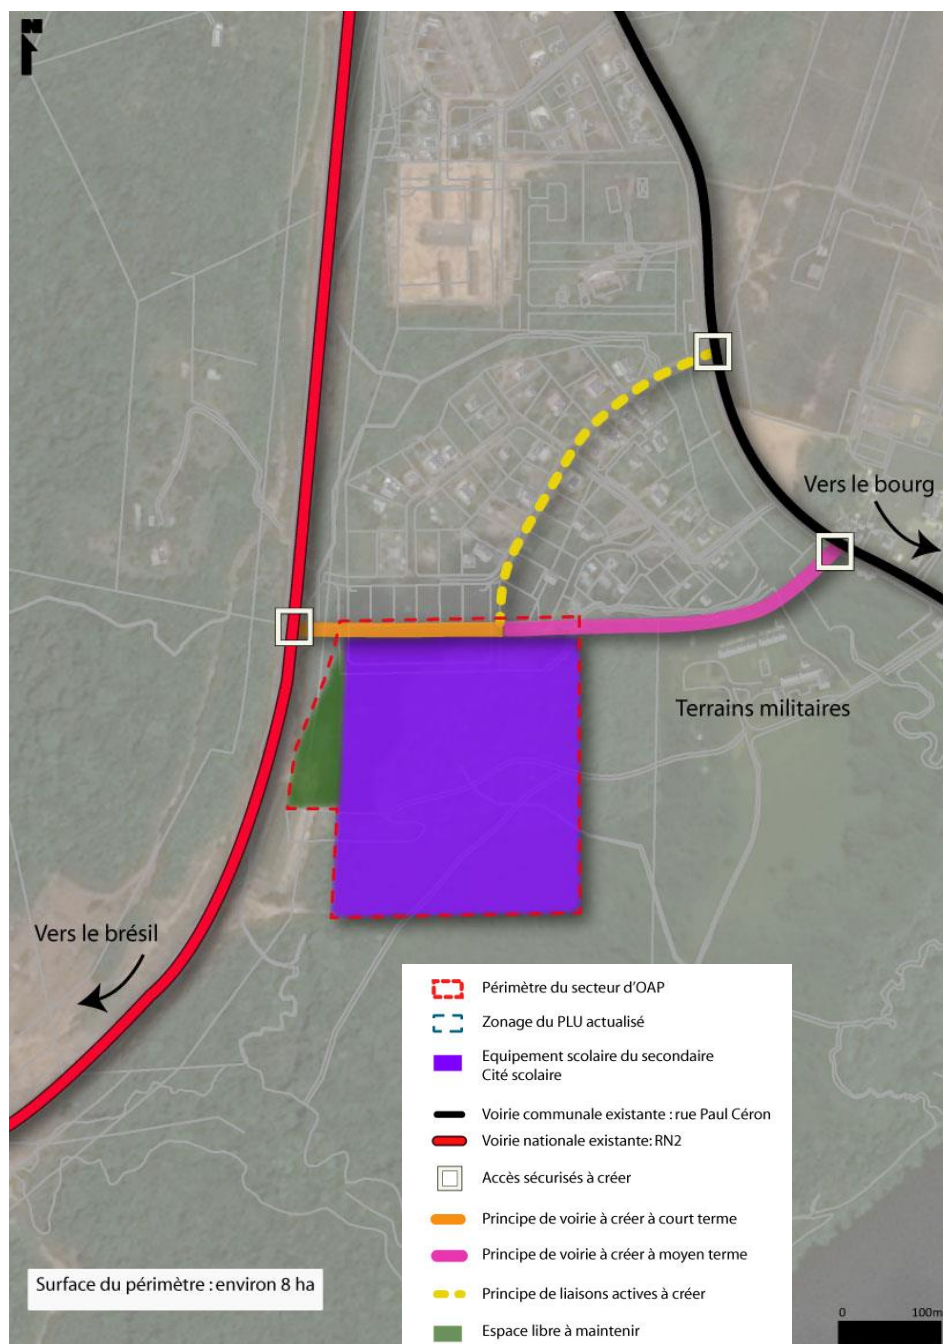 N
Vers le bourg
Terrains militaires
Vers le brésil
Périmètre du secteur d'OAP
Zonage du PLU actualisé
Equipement scolaire du secondaire
Cité scolaire
Voirie communale existante : rue Paul Céron
Voirie nationale existante: RN2
Accès sécurisés à créer
Principe de voirie à créer à court terme
Principe de voirie à créer à moyen terme
Principe de liaisons actives à créer
Espace libre à maintenir
Surface du périmètre : environ 8 ha
0 100m